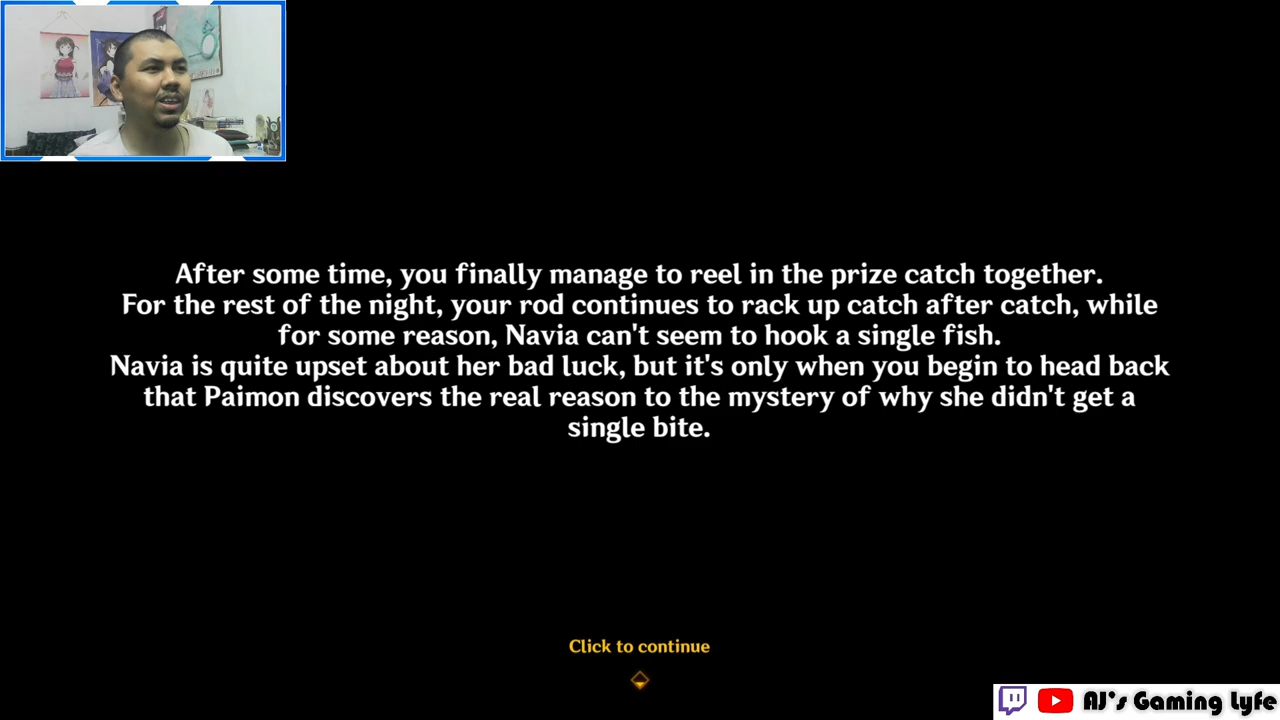 After some time, you finally manage to reel in the prize catch together.
For the rest of the night, your rod continues to rack up catch after catch, while
for some reason, Navia can't seem to hook a single fish.
Navia is quite upset about her bad luck, but it's only when you begin to head back
that Paimon discovers the real reason to the mystery of why she didn't get a
single bite.
Click to continue
AJ's Gaming Lyfe